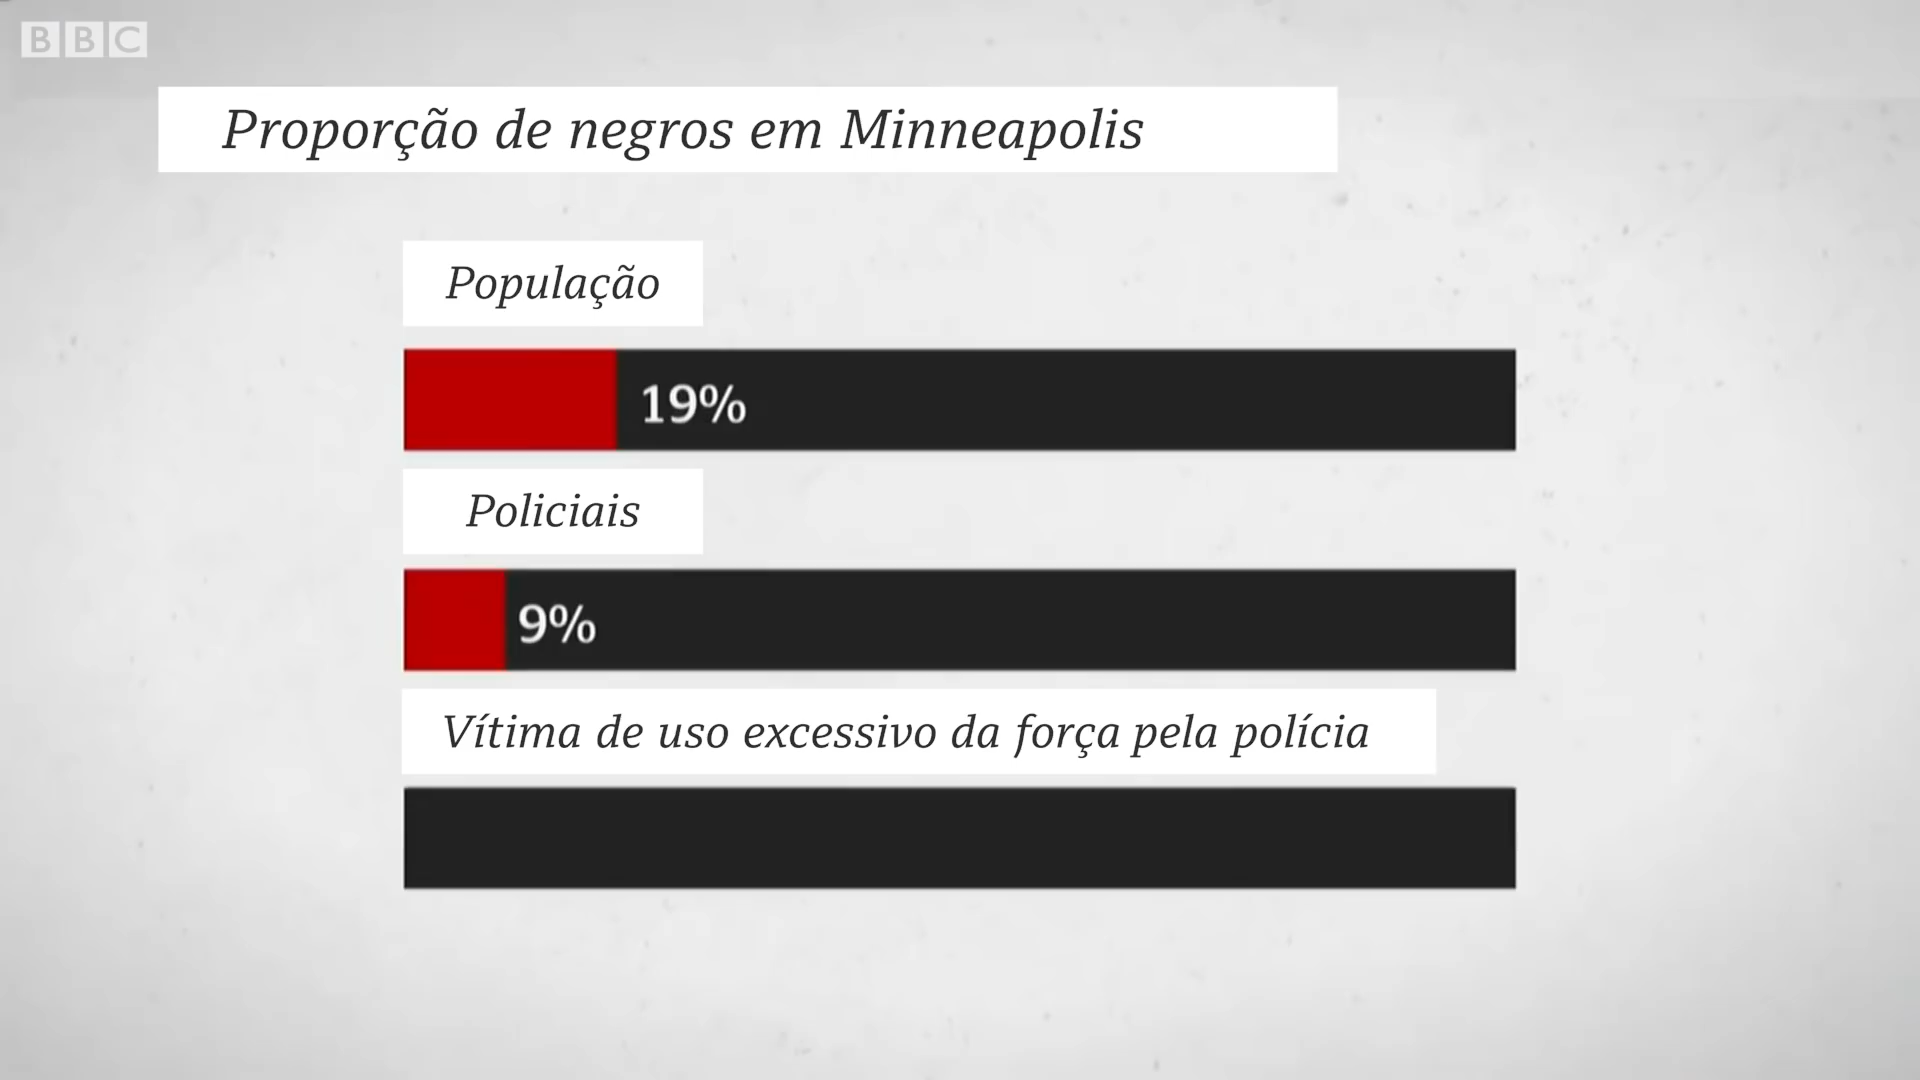 BBC
Proporção de negros em Minneapolis
População
19%
Policiais
9%
Vítima de uso excessivo da força pela polícia